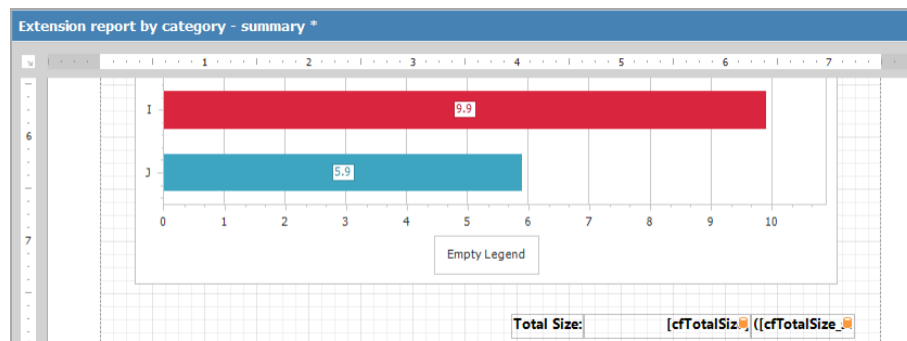 Extension report by category - summary *
1 2 3 4 5 6 7
6
7
I
9.9
J
5.9
0 1 2 3 4 5 6 7 8 9 10
Empty Legend
Total Size: [cfTotalSiz ([cfTotalSize_